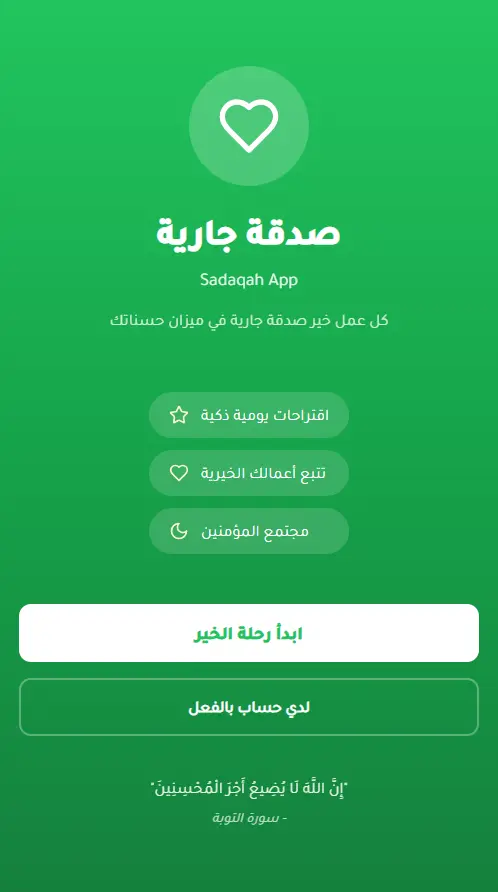 صدقة جارية
Sadaqah App
كل عمل خير صدقة جارية في ميزان حسناتك
اقتراحات يومية ذكية
تتبع أعمالك الخيرية
مجتمع المؤمنين
ابدأ رحلة الخير
لدي حساب بالفعل
"إِنَّ اللَّهَ لَا يُضِيعُ أَجْرَ الْمُحْسِنِينَ"
- سورة التوبة